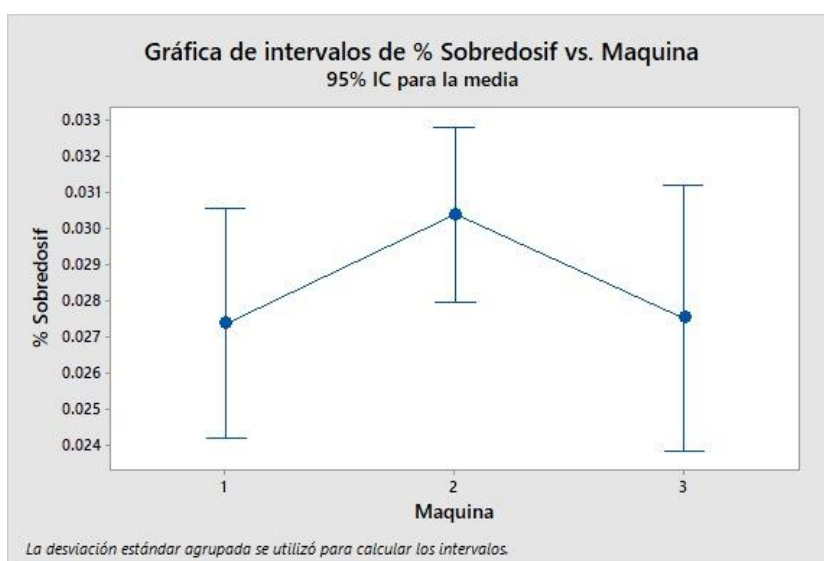 Gráfica de intervalos de % Sobredosif vs. Maquina
95% IC para la media
0.033
0.032
0.031
0.030
0.029
0.028
0.027
0.026
0.025
0.024
% Sobredosif
1 2 3
Maquina
La desviación estándar agrupada se utilizó para calcular los intervalos.